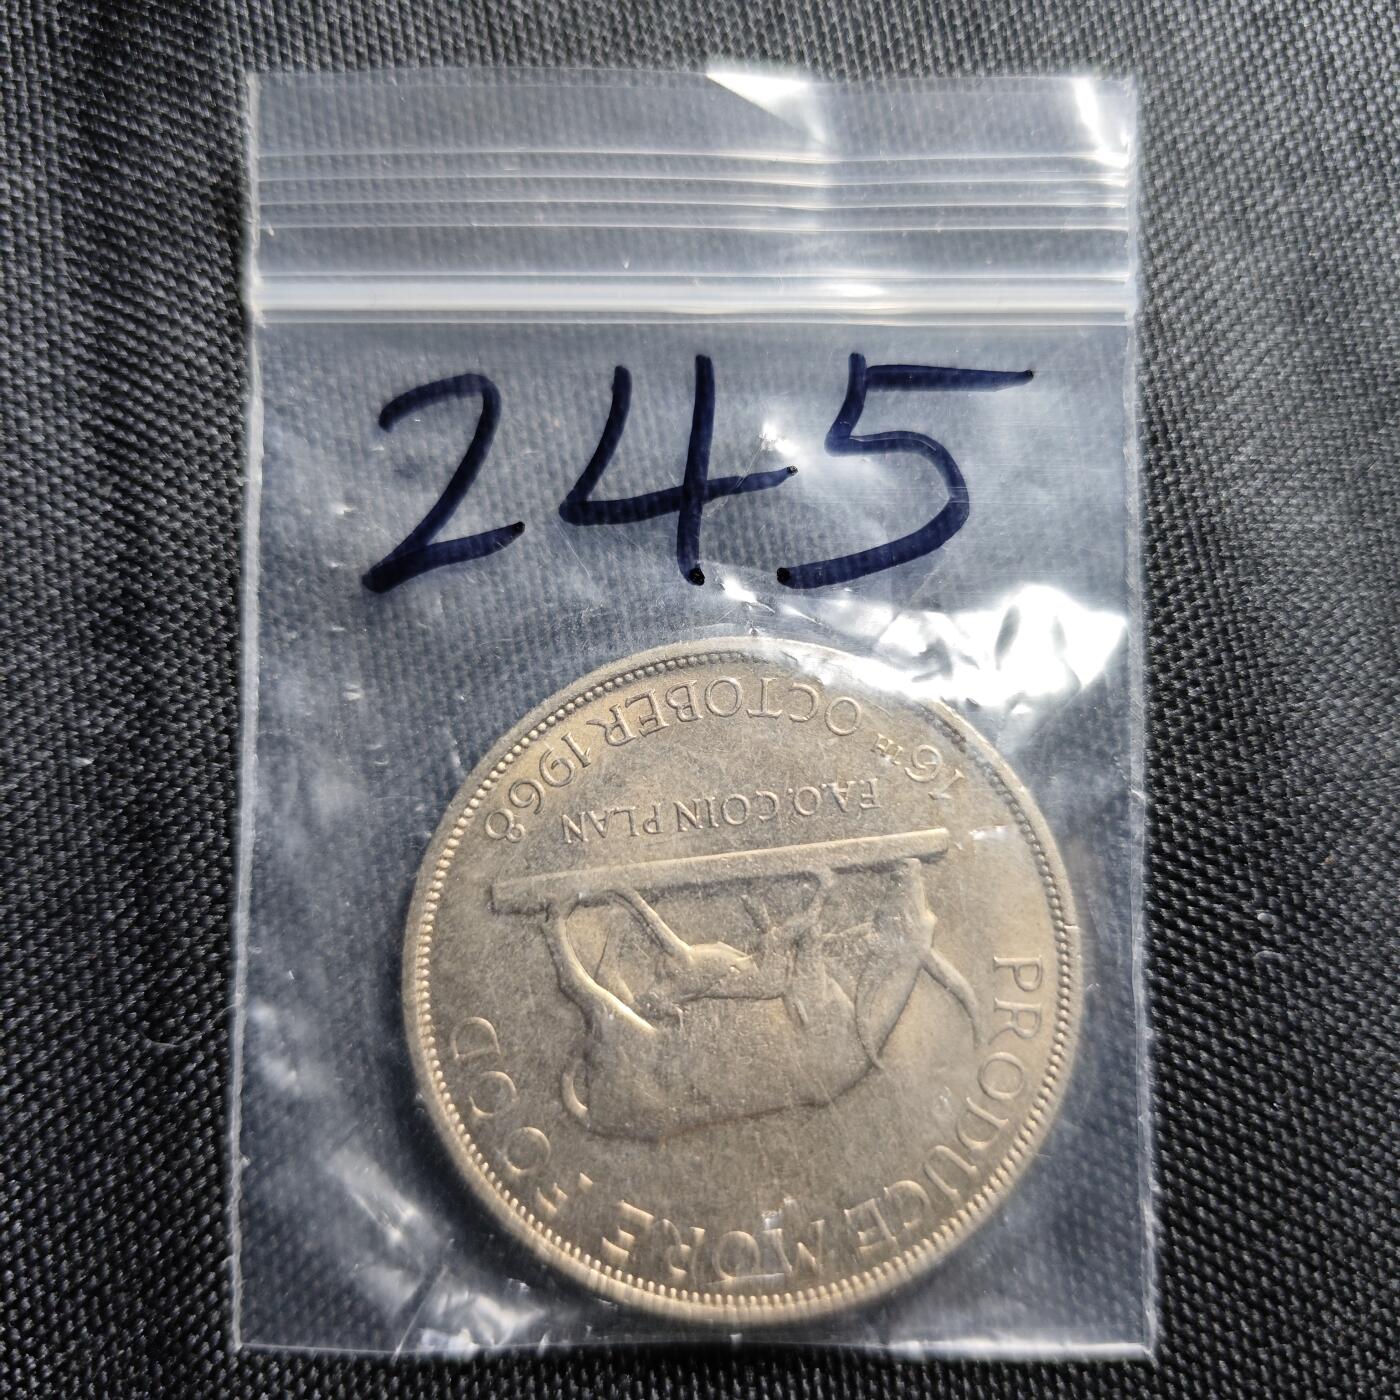 245
PRODUCE MORE FOOD
F.A.O. COIN PLAN
16TH OCTOBER 1968